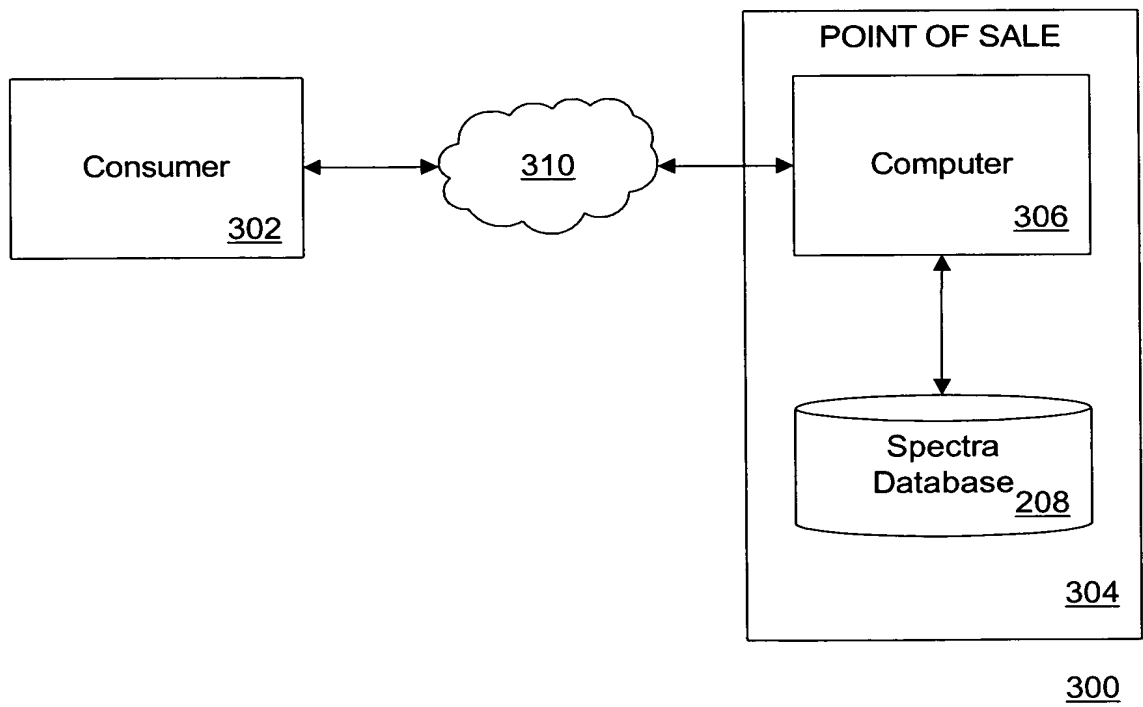 POINT OF SALE
Consumer
302
310
Computer
306
Spectra
Database
208
304
300